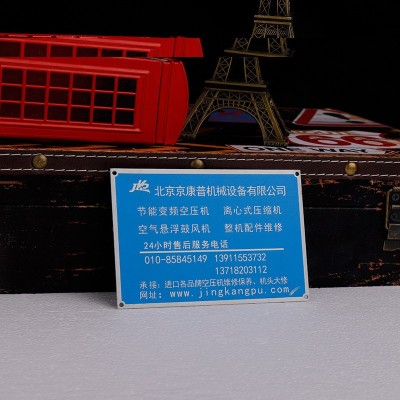 JKP 北京京康普机械设备有限公司
节能变频空压机 离心式压缩机
空气悬浮鼓风机 整机配件维修
24小时售后服务电话
010-85845149 13911553732
13718203112
承接：进口各品牌空压机维修保务、机头大修
网址：www.jingkangpu.com